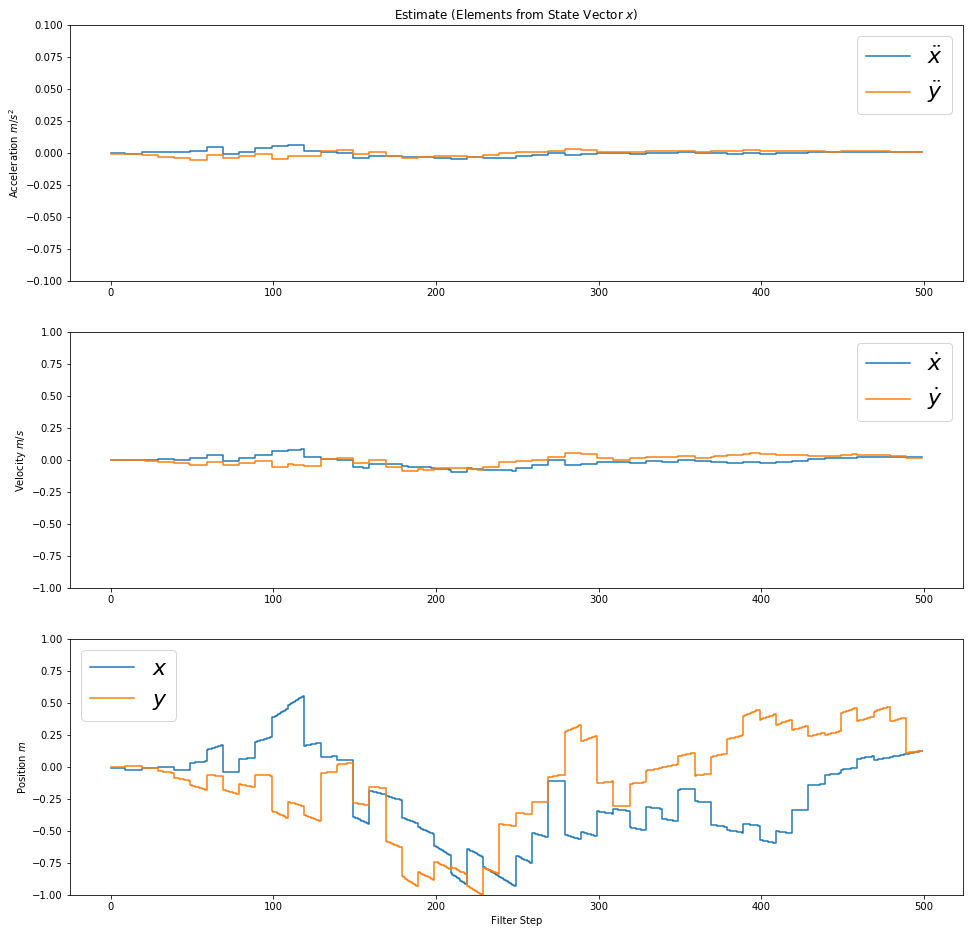 Estimate (Elements from State Vector x)
0.100
0.075
0.050
0.025
0.000
−0.025
−0.050
−0.075
−0.100
Acceleration m/s²
ẍ
ÿ
0 100 200 300 400 500
1.00
0.75
0.50
0.25
0.00
−0.25
−0.50
−0.75
−1.00
Velocity m/s
ẋ
ẏ
0 100 200 300 400 500
1.00
0.75
0.50
0.25
0.00
−0.25
−0.50
−0.75
−1.00
Position m
x
y
0 100 200 300 400 500
Filter Step